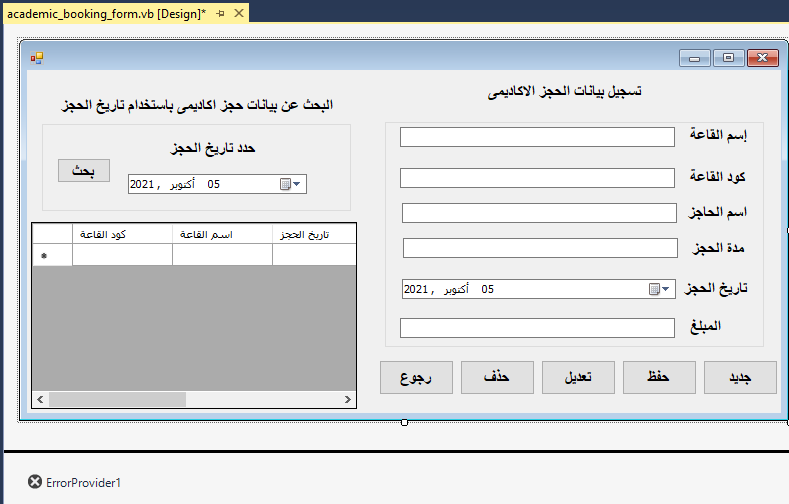 academic_booking_form.vb [Design]*
تسجيل بيانات الحجز الاكاديمى
إسم القاعة
كود القاعة
اسم الحاجز
مدة الحجز
تاريخ الحجز
05 أكتوبر ,2021
المبلغ
جديد
حفظ
تعديل
حذف
رجوع
البحث عن بيانات حجز اكاديمى باستخدام تاريخ الحجز
حدد تاريخ الحجز
05 أكتوبر ,2021
بحث
كود القاعة
اسم القاعة
تاريخ الحجز
ErrorProvider1